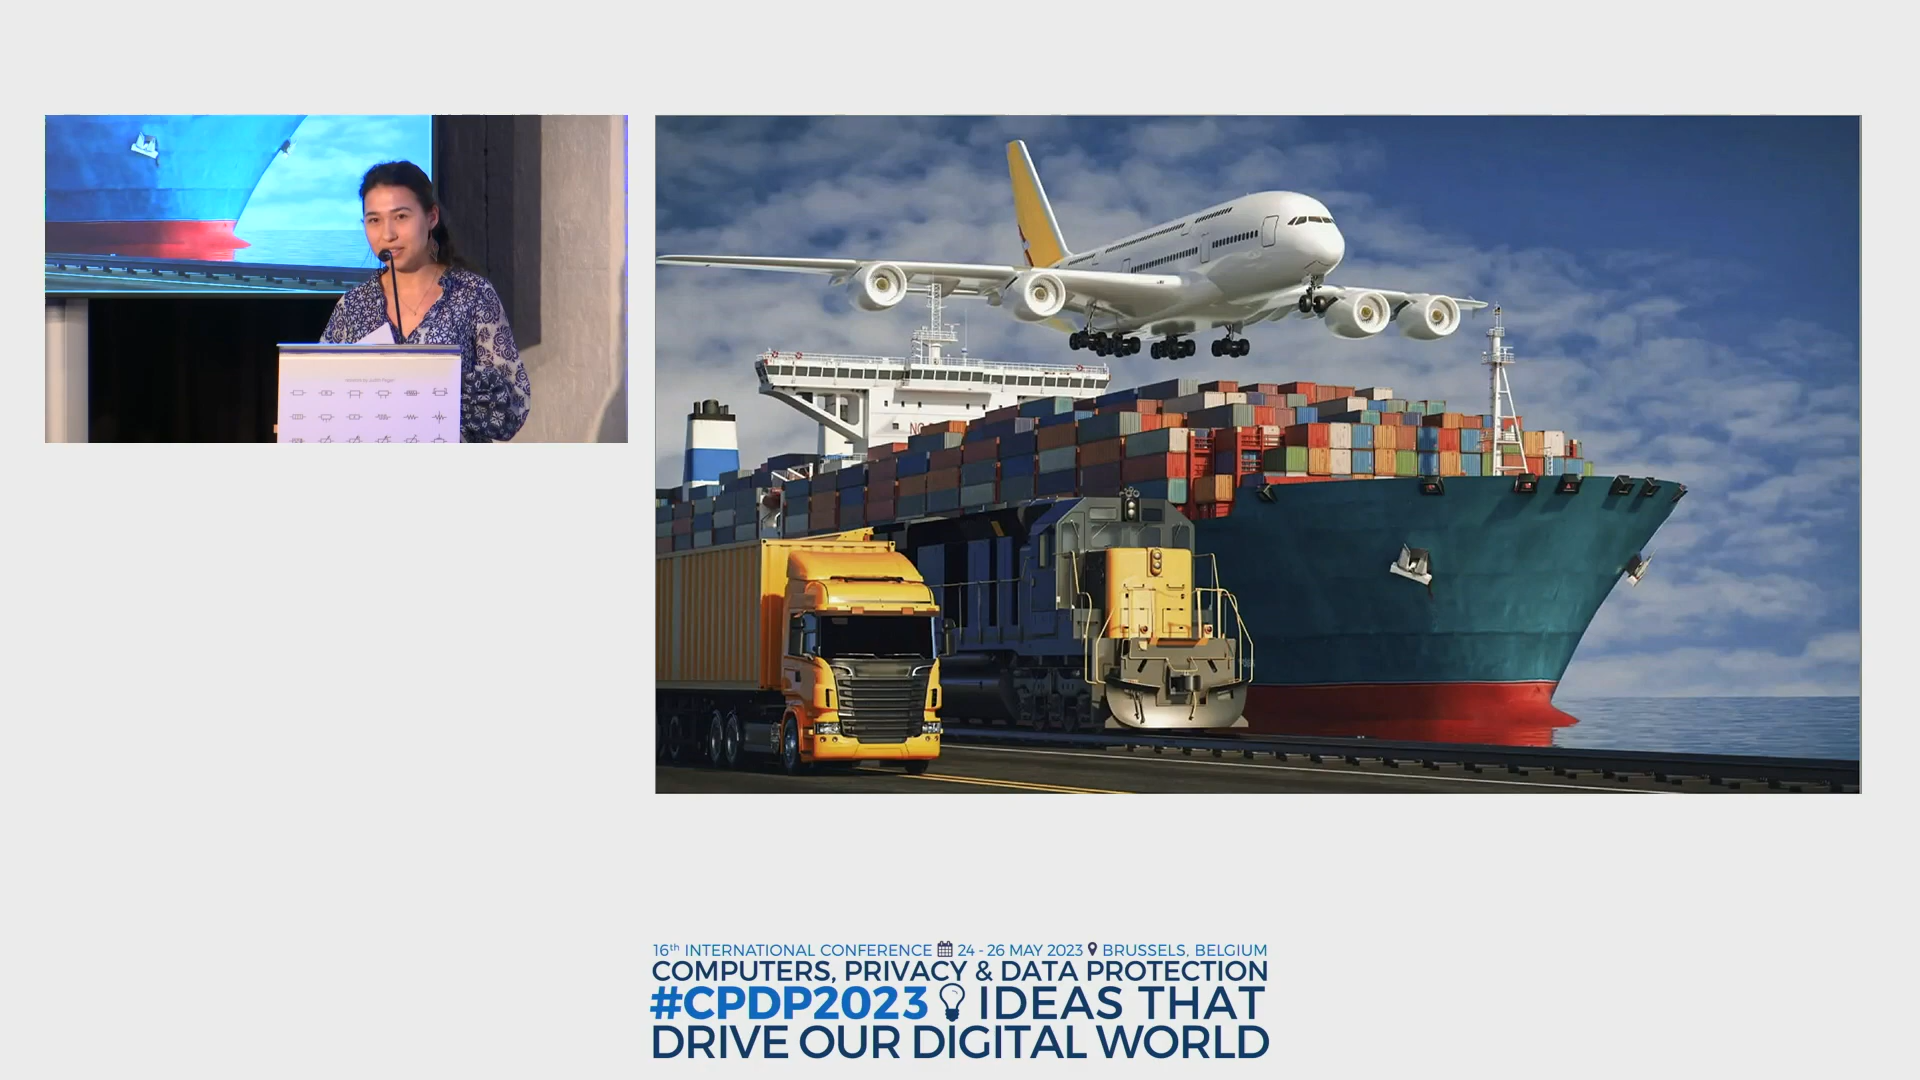 16th INTERNATIONAL CONFERENCE 24 - 26 MAY 2023 BRUSSELS, BELGIUM
COMPUTERS, PRIVACY & DATA PROTECTION
#CPDP2023 IDEAS THAT
DRIVE OUR DIGITAL WORLD